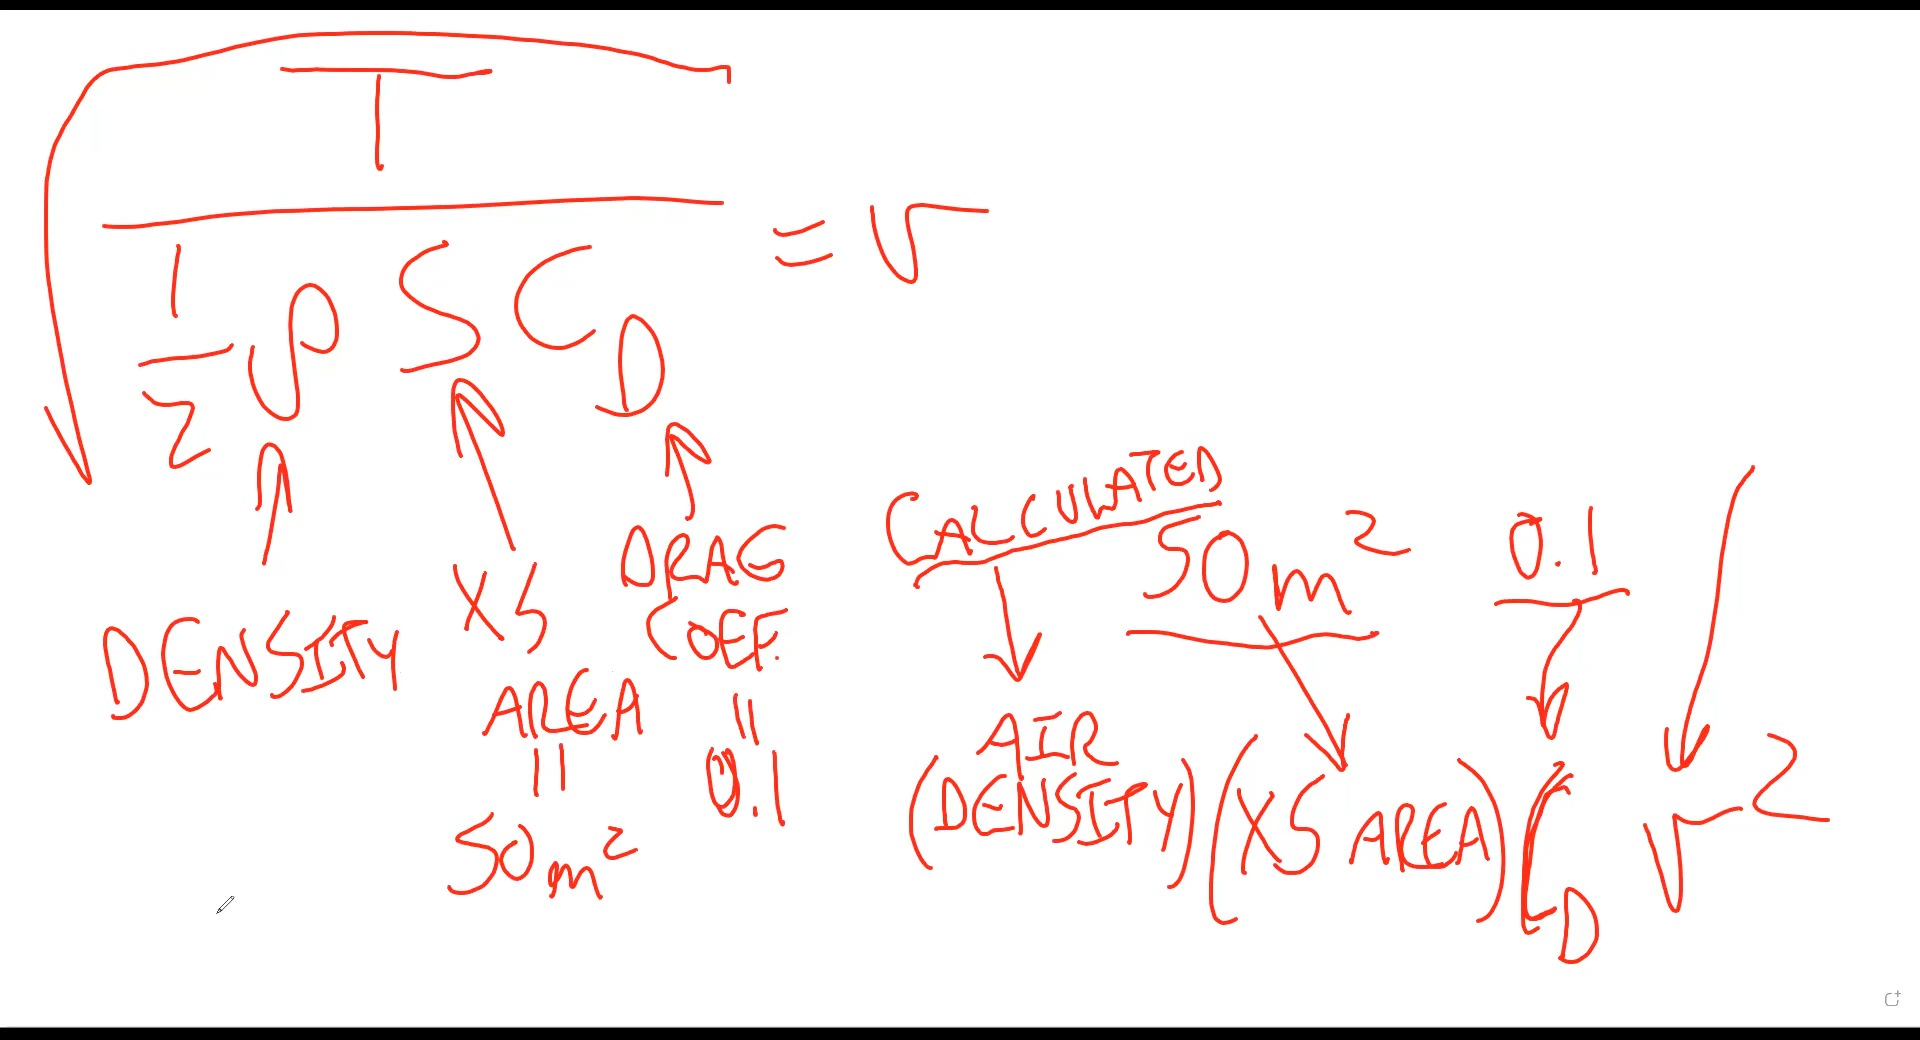 T
1/2 ρ S C_D = v
DENSITY
XS
AREA
=
50m²
DRAG
COEF.
=
0.1
CALCULATED
50m²
0.1
AIR
(DENSITY) (XS AREA) C_D v²